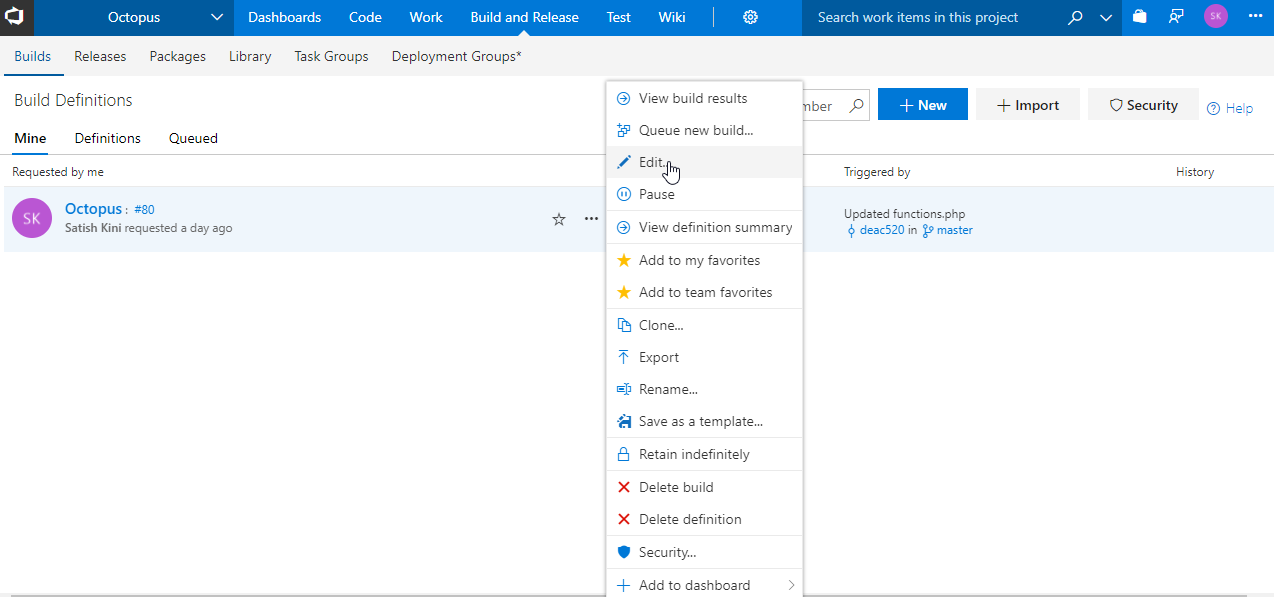 Octopus Dashboards Code Work Build and Release Test Wiki Search work items in this project SK
Builds Releases Packages Library Task Groups Deployment Groups*
Build Definitions
+ New + Import Security Help
Mine Definitions Queued
Requested by me Triggered by History
SK Octopus : #80
Satish Kini requested a day ago
Updated functions.php
deac520 in master
View build results
Queue new build...
Edit...
Pause
View definition summary
Add to my favorites
Add to team favorites
Clone...
Export
Rename...
Save as a template...
Retain indefinitely
Delete build
Delete definition
Security...
Add to dashboard